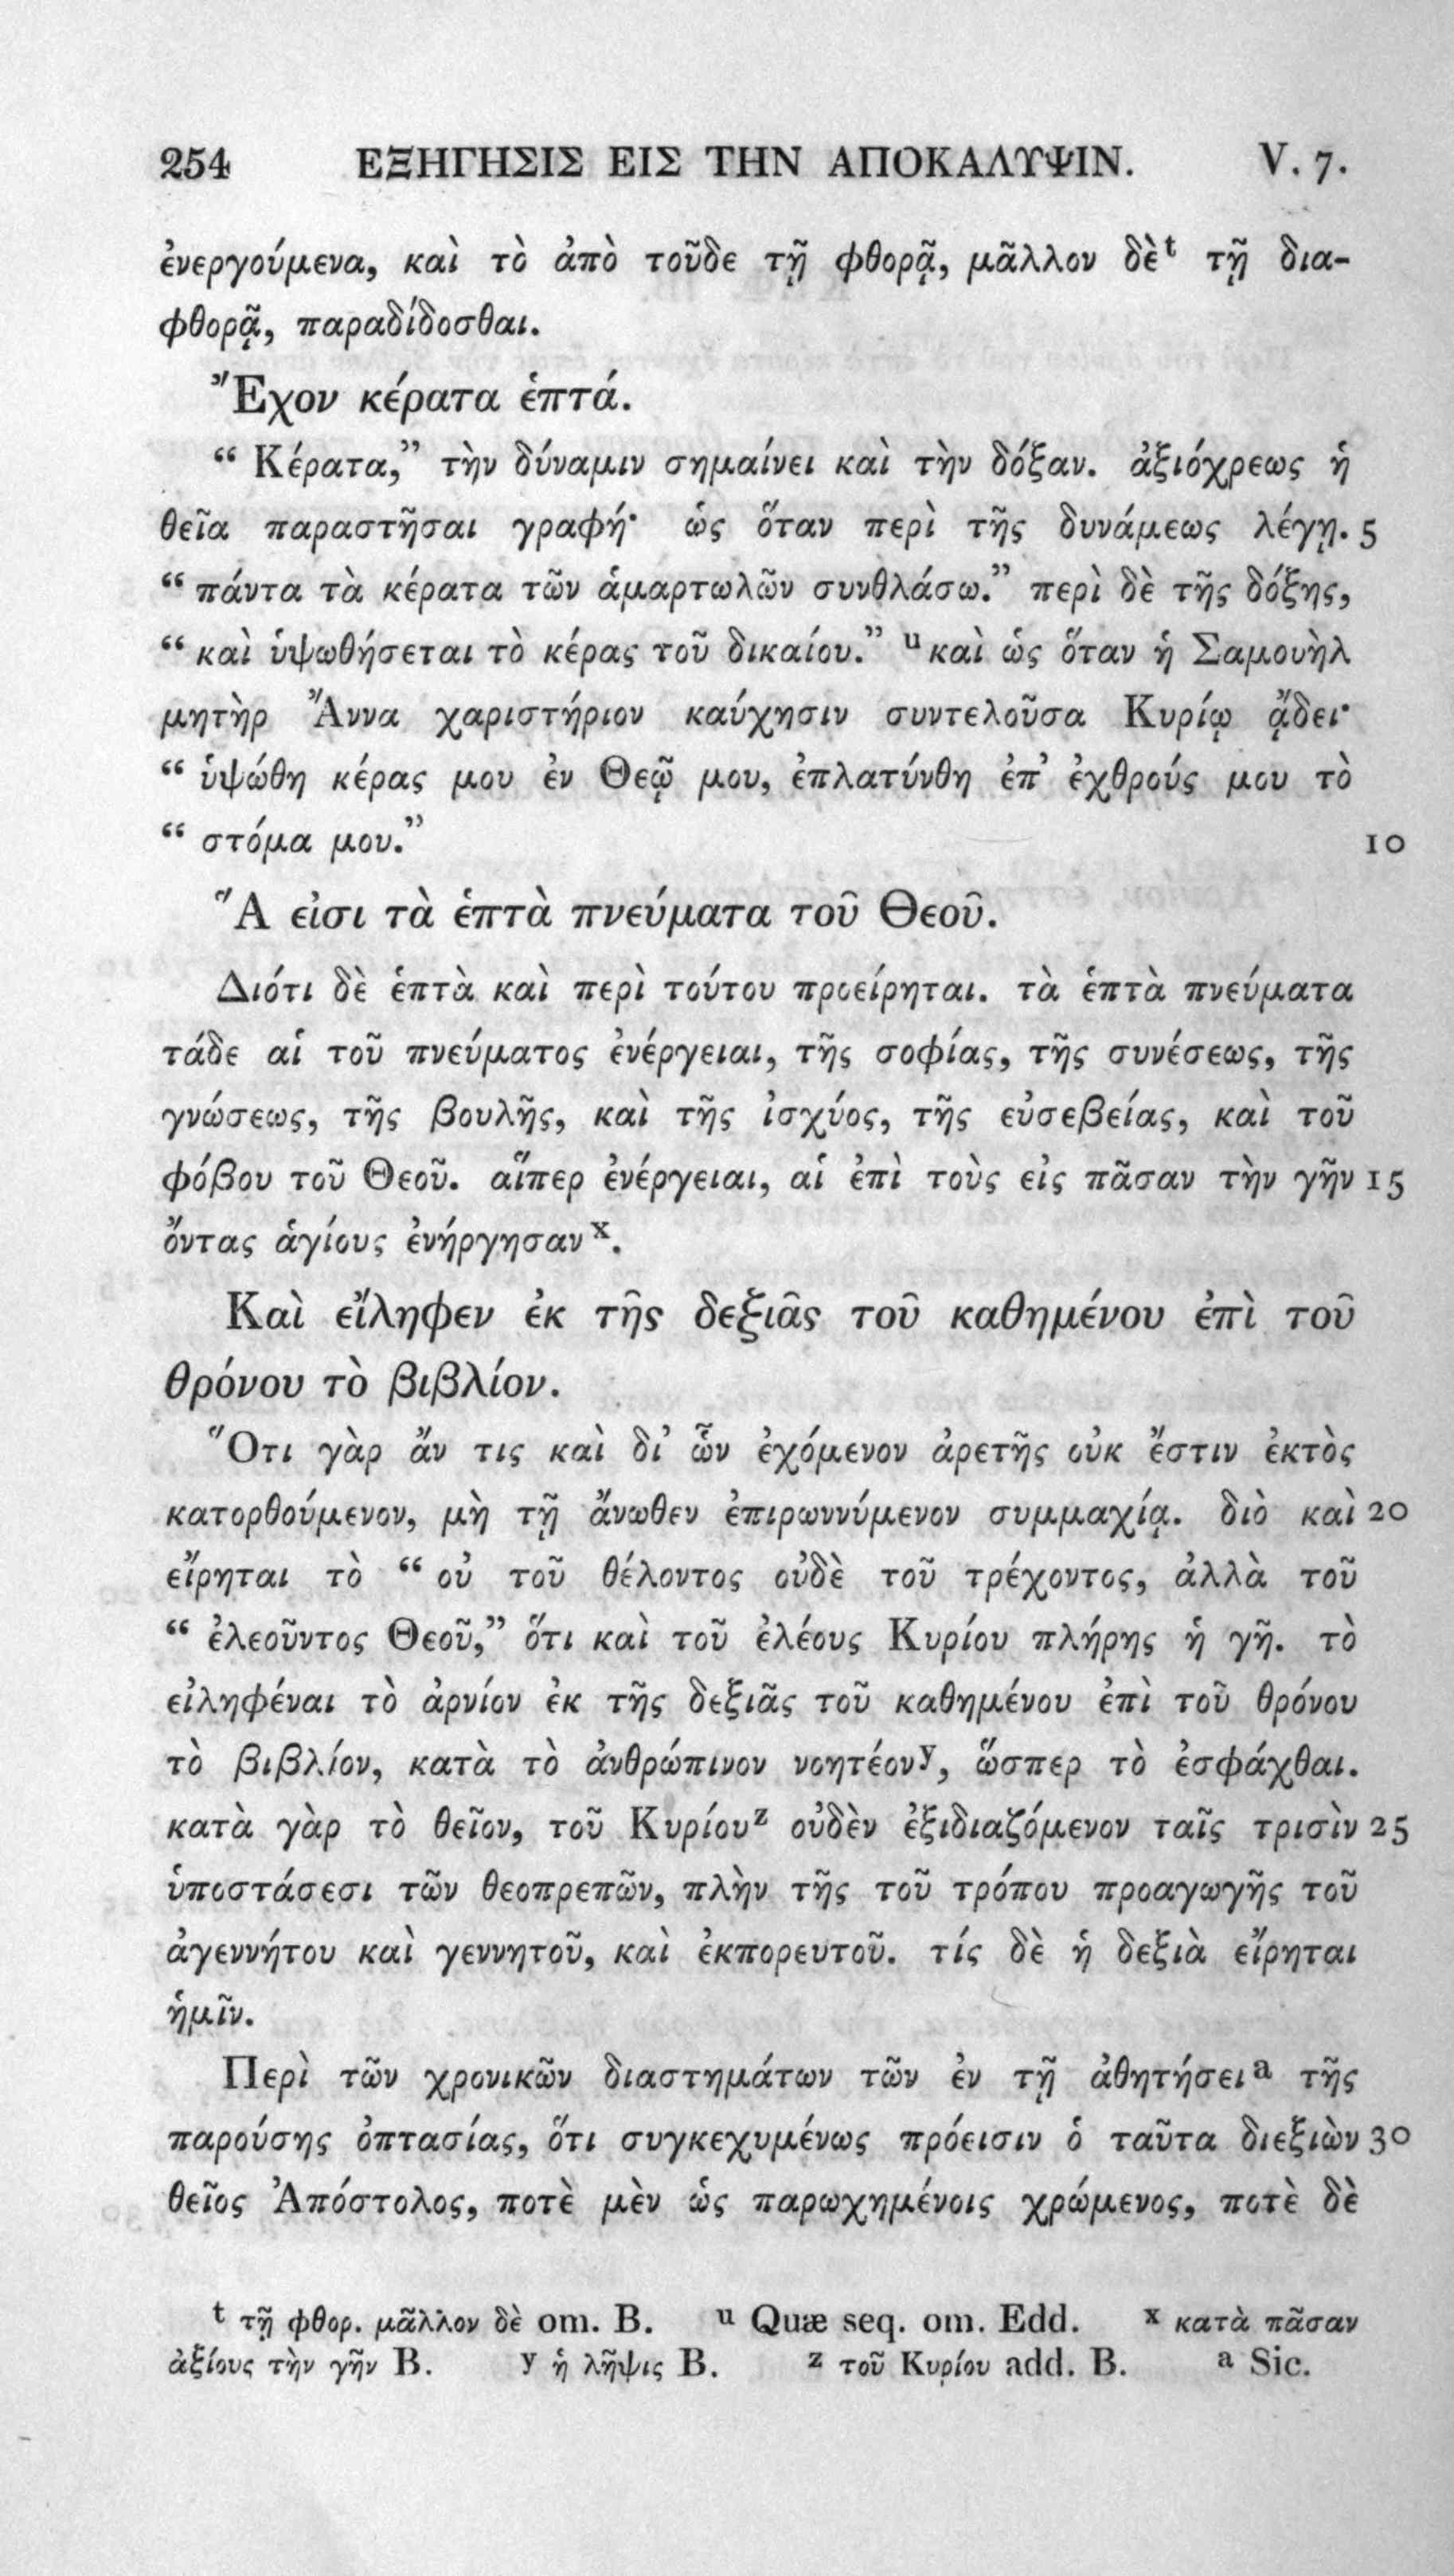 254 ΕΞΗΓΗΣΙΣ ΕΙΣ ΤΗΝ ΑΠΟΚΑΛΥΨΙΝ. V. 7.
ἐνεργούμενα, καὶ τὸ ἀπὸ τοῦδε τῇ φθορᾷ, μᾶλλον δὲ t τῇ δια-
φθορᾷ, παραδίδοσθαι.
Ἔχον κέρατα ἑπτά.
“ Κέρατα,” τὴν δύναμιν σημαίνει καὶ τὴν δόξαν. ἀξιόχρεως ἡ
θεῖα παραστῆσαι γραφή· ὡς ὅταν περὶ τῆς δυνάμεως λέγῃ. 5
“ πάντα τὰ κέρατα τῶν ἁμαρτωλῶν συνθλάσω.” περὶ δὲ τῆς δόξης,
“ καὶ ὑψωθήσεται τὸ κέρας τοῦ δικαίου.” u καὶ ὡς ὅταν ἡ Σαμουὴλ
μητὴρ Ἄννα χαριστήριον καύχησιν συντελοῦσα Κυρίῳ ᾄδει·
“ ὑψώθη κέρας μου ἐν Θεῷ μου, ἐπλατύνθη ἐπ’ ἐχθρούς μου τὸ
“ στόμα μου.” 10
Ἅ εἰσι τὰ ἑπτὰ πνεύματα τοῦ Θεοῦ.
Διότι δὲ ἑπτὰ καὶ περὶ τούτου προείρηται. τὰ ἑπτὰ πνεύματα
τάδε αἱ τοῦ πνεύματος ἐνέργειαι, τῆς σοφίας, τῆς συνέσεως, τῆς
γνώσεως, τῆς βουλῆς, καὶ τῆς ἰσχύος, τῆς εὐσεβείας, καὶ τοῦ
φόβου τοῦ Θεοῦ. αἵπερ ἐνέργειαι, αἱ ἐπὶ τοὺς εἰς πᾶσαν τὴν γῆν 15
ὄντας ἁγίους ἐνήργησαν x.
Καὶ εἴληφεν ἐκ τῆς δεξιᾶς τοῦ καθημένου ἐπὶ τοῦ
θρόνου τὸ βιβλίον.
Ὅτι γὰρ ἄν τις καὶ δι’ ὧν ἐχόμενον ἀρετῆς οὐκ ἔστιν ἐκτὸς
κατορθούμενον, μὴ τῇ ἄνωθεν ἐπιρωννύμενον συμμαχίᾳ. διὸ καὶ 20
εἴρηται τὸ “ οὐ τοῦ θέλοντος οὐδὲ τοῦ τρέχοντος, ἀλλὰ τοῦ
“ ἐλεοῦντος Θεοῦ,” ὅτι καὶ τοῦ ἐλέους Κυρίου πλήρης ἡ γῆ. τὸ
εἰληφέναι τὸ ἀρνίον ἐκ τῆς δεξιᾶς τοῦ καθημένου ἐπὶ τοῦ θρόνου
τὸ βιβλίον, κατὰ τὸ ἀνθρώπινον νοητέον y, ὥσπερ τὸ ἐσφάχθαι.
κατὰ γὰρ τὸ θεῖον, τοῦ Κυρίου z οὐδὲν ἐξιδιαζόμενον ταῖς τρισὶν 25
ὑποστάσεσι τῶν θεοπρεπῶν, πλὴν τῆς τοῦ τρόπου προαγωγῆς τοῦ
ἀγεννήτου καὶ γεννητοῦ, καὶ ἐκπορευτοῦ. τίς δὲ ἡ δεξιὰ εἴρηται
ἡμῖν.
Περὶ τῶν χρονικῶν διαστημάτων τῶν ἐν τῇ ἀθητήσει a τῆς
παρούσης ὀπτασίας, ὅτι συγκεχυμένως πρόεισιν ὁ ταῦτα διεξιὼν 30
θεῖος Ἀπόστολος, ποτὲ μὲν ὡς παρωχημένοις χρώμενος, ποτὲ δὲ
t τῇ φθορ. μᾶλλον δὲ om. B. u Quæ seq. om. Edd. x κατὰ πᾶσαν
ἀξίους τὴν γῆν B. y ἡ λῆψις B. z τοῦ Κυρίου add. B. a Sic.